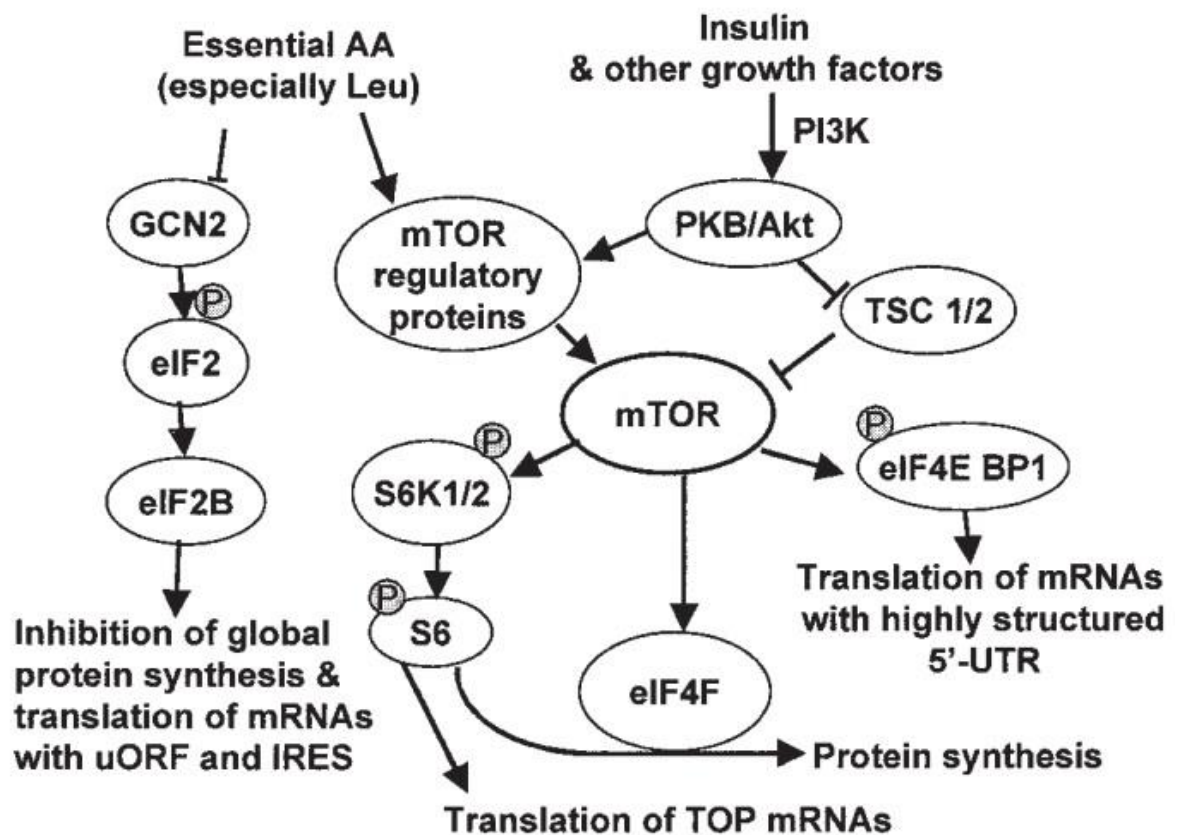 Essential AA
(especially Leu)
Insulin
& other growth factors
PI3K
GCN2
mTOR
regulatory
proteins
PKB/Akt
P
TSC 1/2
eIF2
mTOR
P
P
eIF4E BP1
S6K1/2
eIF2B
Translation of mRNAs
with highly structured
5'-UTR
P
S6
Inhibition of global
protein synthesis &
translation of mRNAs
with uORF and IRES
eIF4F
Protein synthesis
Translation of TOP mRNAs